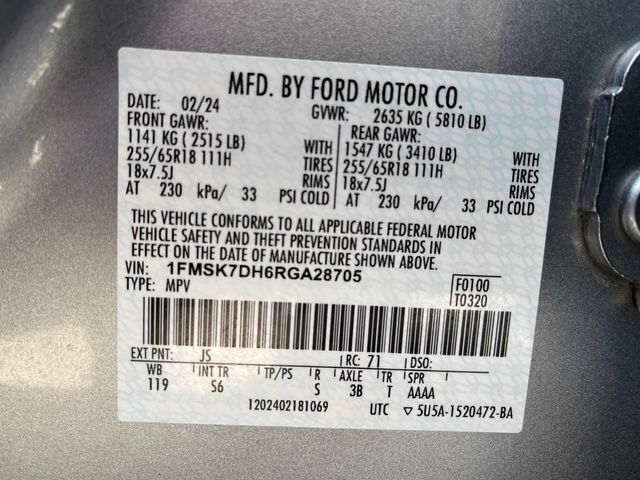 MFD. BY FORD MOTOR CO.
DATE: 02/24 GVWR: 2635 KG ( 5810 LB)
FRONT GAWR: REAR GAWR:
1141 KG ( 2515 LB) WITH 1547 KG ( 3410 LB) WITH
255/65R18 111H TIRES 255/65R18 111H TIRES
18x7.5J RIMS 18x7.5J RIMS
AT 230 kPa/ 33 PSI COLD AT 230 kPa/ 33 PSI COLD
THIS VEHICLE CONFORMS TO ALL APPLICABLE FEDERAL MOTOR
VEHICLE SAFETY AND THEFT PREVENTION STANDARDS IN
EFFECT ON THE DATE OF MANUFACTURE SHOWN ABOVE.
VIN: 1FMSK7DH6RGA28705 F0100
TYPE: MPV T0320
EXT PNT: JS RC: 71 DSO:
WB INT TR TP/PS R AXLE TR SPR
119 S6 S 3B T AAAA
1202402181069 UTC 5U5A-1520472-BA